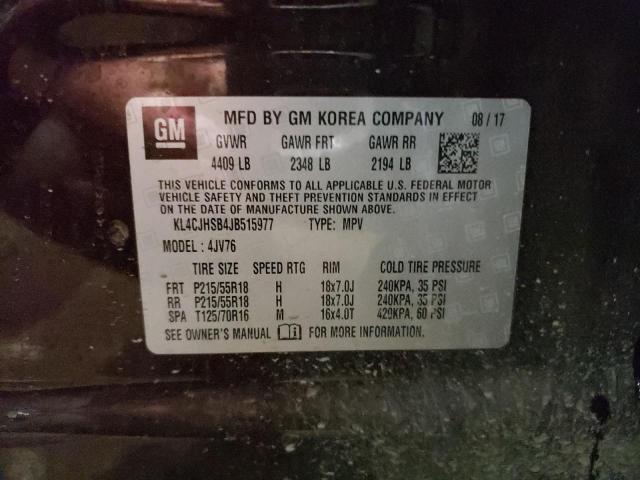 GM
MFD BY GM KOREA COMPANY 08/17
GVWR GAWR FRT GAWR RR
4409 LB 2348 LB 2194 LB
THIS VEHICLE CONFORMS TO ALL APPLICABLE U.S. FEDERAL MOTOR
VEHICLE SAFETY AND THEFT PREVENTION STANDARDS IN EFFECT
ON THE DATE OF MANUFACTURE SHOWN ABOVE.
KL4CJHSB4JB515977 TYPE: MPV
MODEL: 4JV76
TIRE SIZE SPEED RTG RIM COLD TIRE PRESSURE
FRT P215/55R18 H 18x7.0J 240KPA, 35 PSI
RR P215/55R18 H 18x7.0J 240KPA, 35 PSI
SPA T125/70R16 M 16x4.0T 420KPA, 60 PSI
SEE OWNER'S MANUAL FOR MORE INFORMATION.